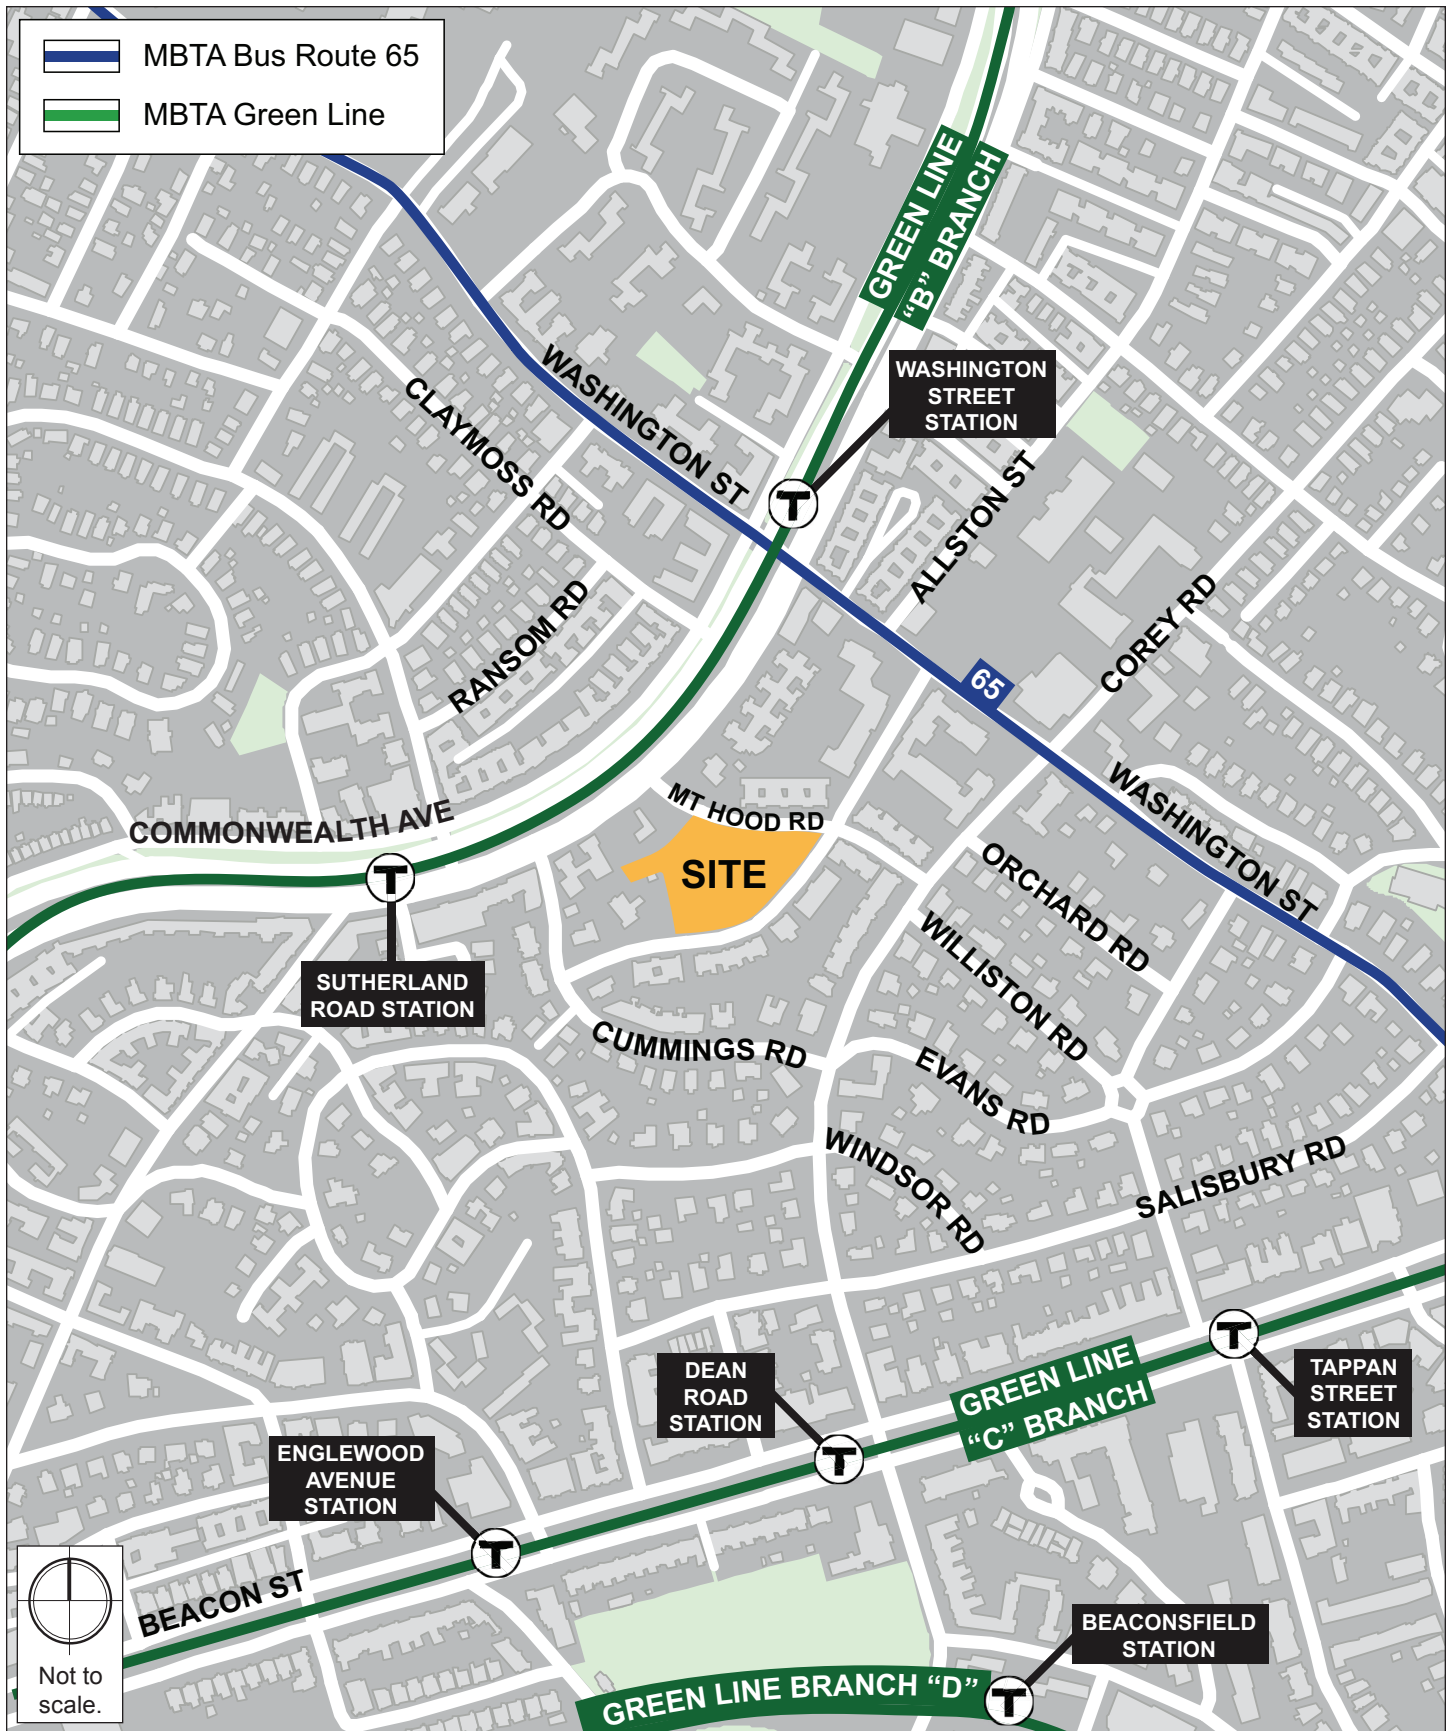 MBTA Bus Route 65
MBTA Green Line
GREEN LINE
“B” BRANCH
WASHINGTON
STREET
STATION
WASHINGTON ST
CLAYMOSS RD
T
ALLSTON ST
RANSOM RD
COREY RD
65
MT HOOD RD
WASHINGTON ST
COMMONWEALTH AVE
SITE
T
ORCHARD RD
WILLISTON RD
SUTHERLAND
ROAD STATION
CUMMINGS RD
EVANS RD
WINDSOR RD
SALISBURY RD
T
TAPPAN
STREET
STATION
GREEN LINE
“C” BRANCH
DEAN
ROAD
STATION
T
ENGLEWOOD
AVENUE
STATION
T
BEACON ST
BEACONSFIELD
STATION
GREEN LINE BRANCH “D”
T
Not to
scale.